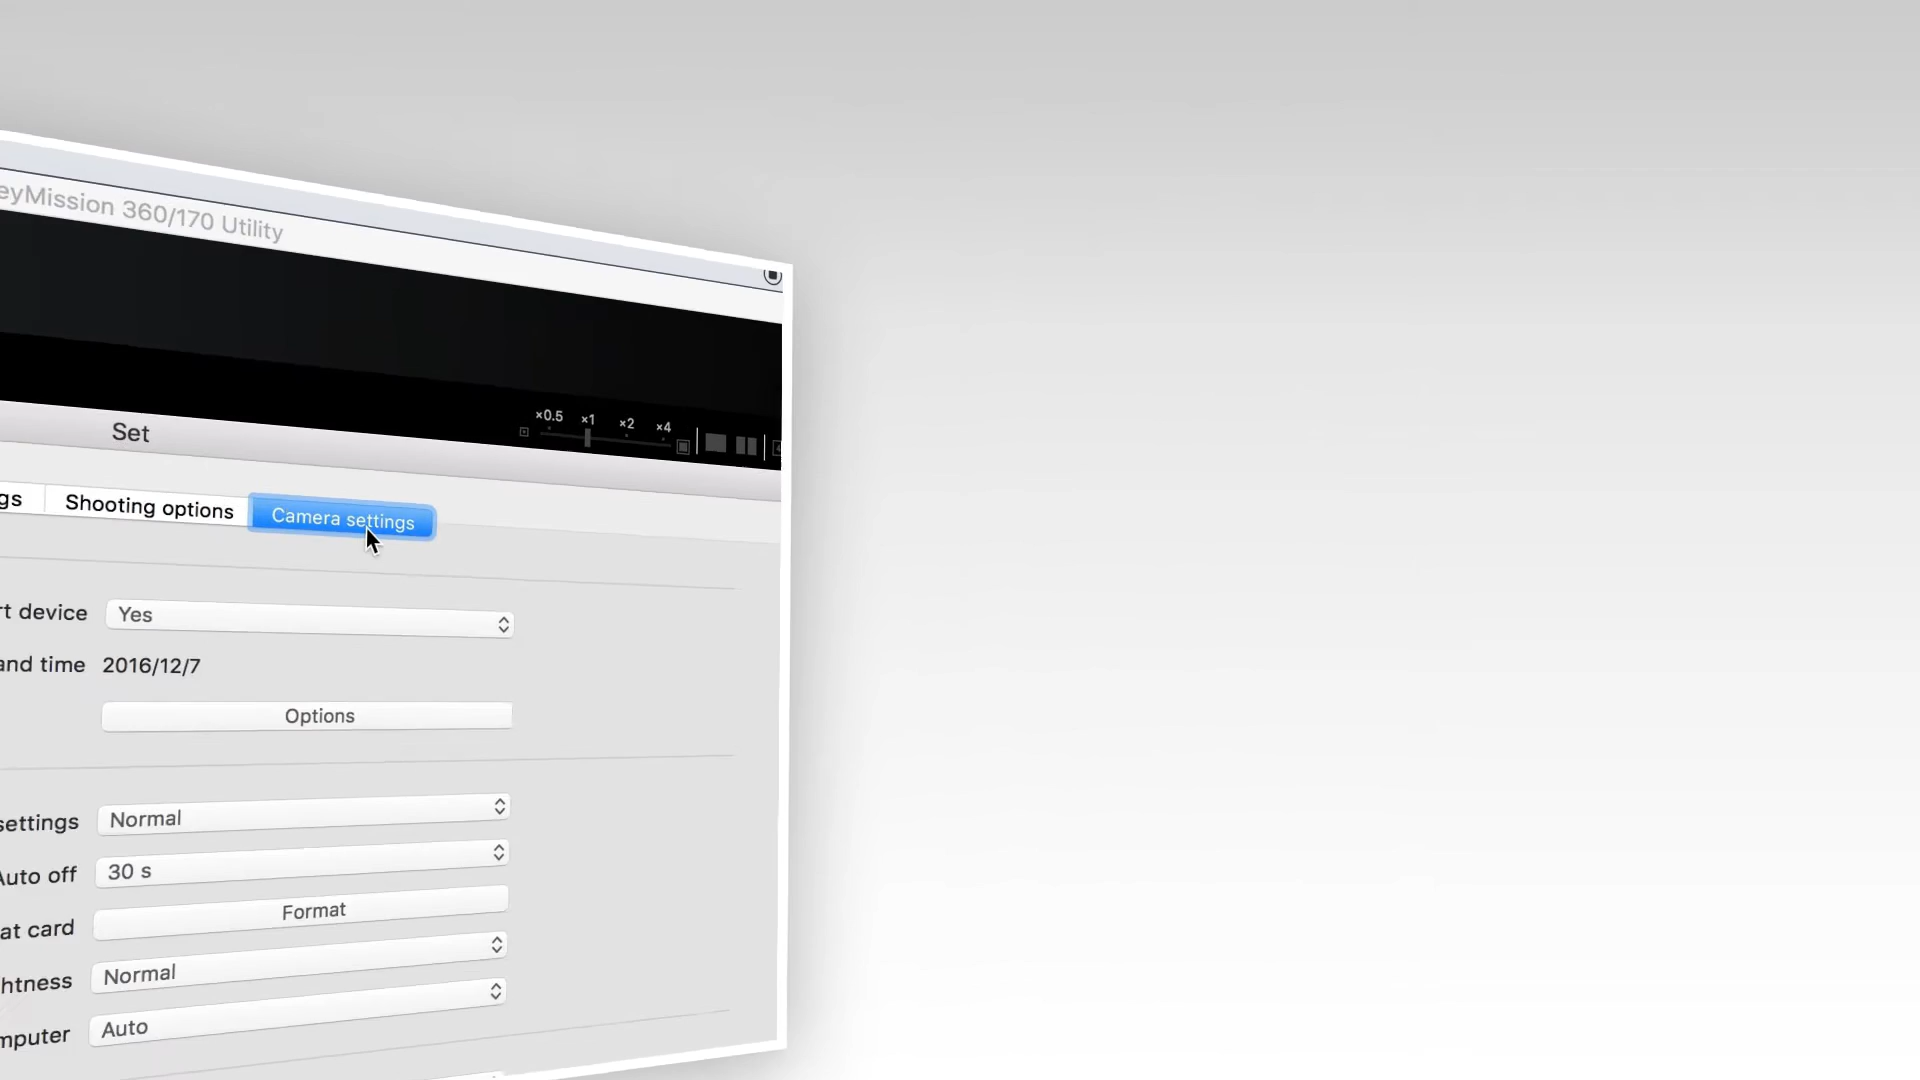 eyMission 360/170 Utility
×0.5 ×1 ×2 ×4
Set
gs Shooting options Camera settings
rt device Yes
and time 2016/12/7
Options
settings Normal
Auto off 30 s
at card Format
htness Normal
mputer Auto